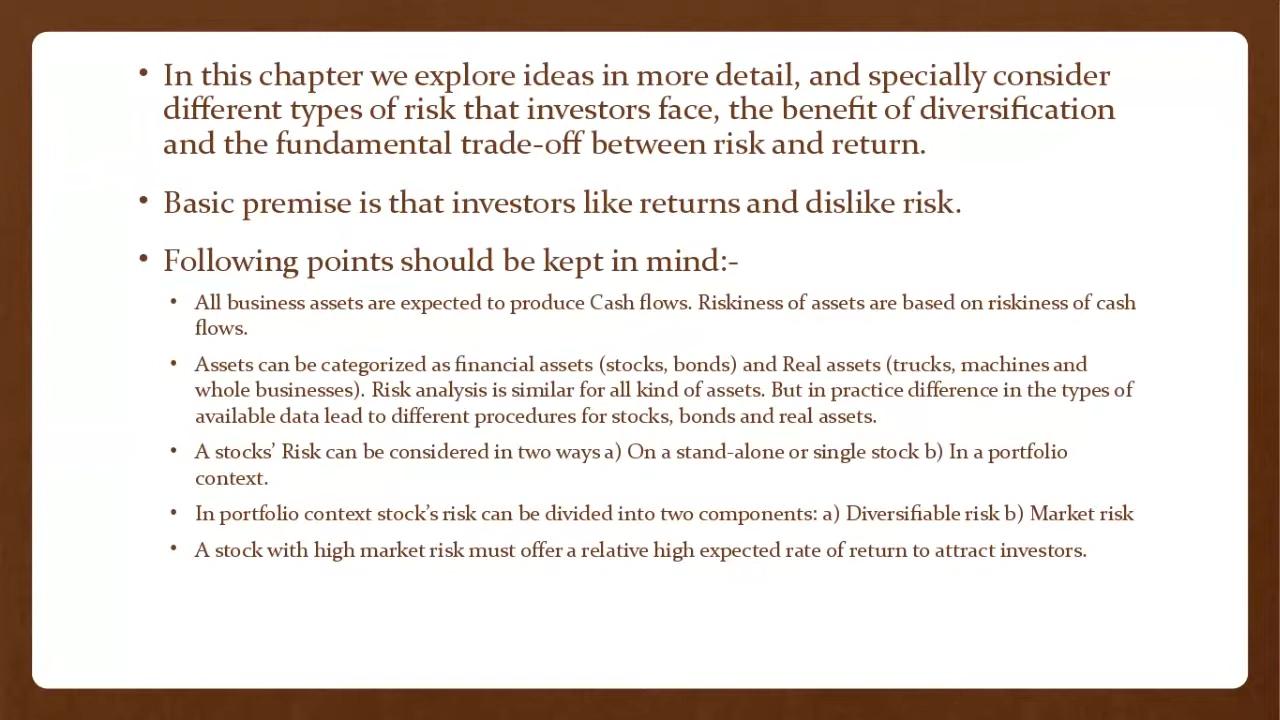 • In this chapter we explore ideas in more detail, and specially consider
different types of risk that investors face, the benefit of diversification
and the fundamental trade-off between risk and return.
• Basic premise is that investors like returns and dislike risk.
• Following points should be kept in mind:-
• All business assets are expected to produce Cash flows. Riskiness of assets are based on riskiness of cash
flows.
• Assets can be categorized as financial assets (stocks, bonds) and Real assets (trucks, machines and
whole businesses). Risk analysis is similar for all kind of assets. But in practice difference in the types of
available data lead to different procedures for stocks, bonds and real assets.
• A stocks’ Risk can be considered in two ways a) On a stand-alone or single stock b) In a portfolio
context.
• In portfolio context stock’s risk can be divided into two components: a) Diversifiable risk b) Market risk
• A stock with high market risk must offer a relative high expected rate of return to attract investors.